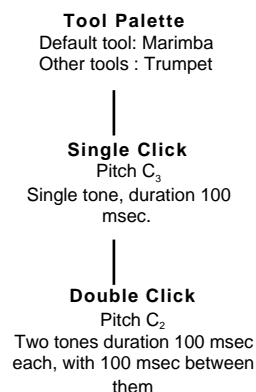 Tool Palette
Default tool: Marimba
Other tools : Trumpet
Single Click
Pitch C₃
Single tone, duration 100
msec.
Double Click
Pitch C₂
Two tones duration 100 msec
each, with 100 msec between
them